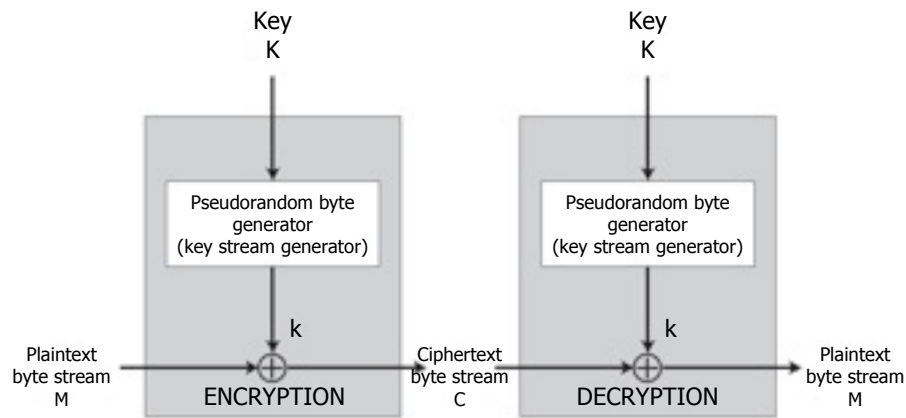 Key
K
Key
K
Pseudorandom byte
generator
(key stream generator)
Pseudorandom byte
generator
(key stream generator)
k
k
Plaintext
byte stream
M
ENCRYPTION
Ciphertext
byte stream
C
DECRYPTION
Plaintext
byte stream
M